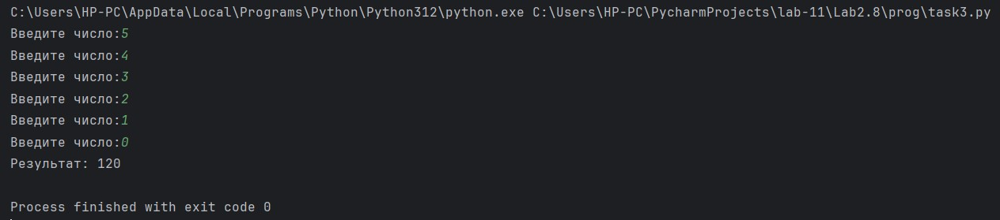 C:\Users\HP-PC\AppData\Local\Programs\Python\Python312\python.exe C:\Users\HP-PC\PycharmProjects\lab-11\Lab2.8\prog\task3.py
Введите число:5
Введите число:4
Введите число:3
Введите число:2
Введите число:1
Введите число:0
Результат: 120
Process finished with exit code 0